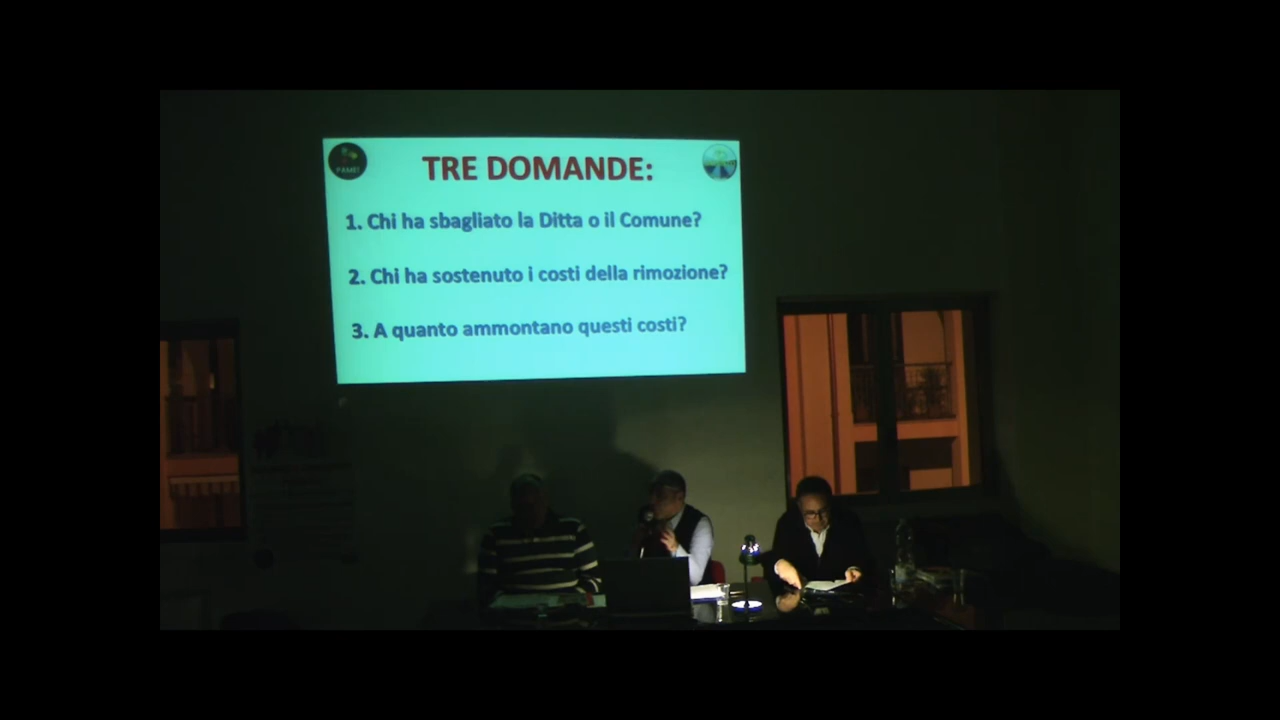 TRE DOMANDE:
1. Chi ha sbagliato la Ditta o il Comune?
2. Chi ha sostenuto i costi della rimozione?
3. A quanto ammontano questi costi?